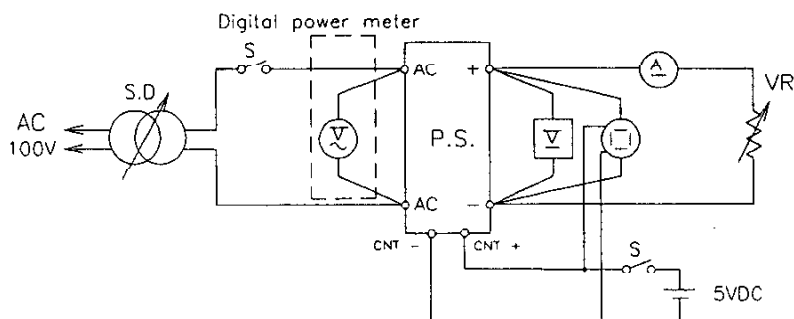 Digital power meter
S
S.D
AC
100V
AC
+
A
VR
V
P.S.
V
AC
-
CNT -
CNT +
S
5VDC